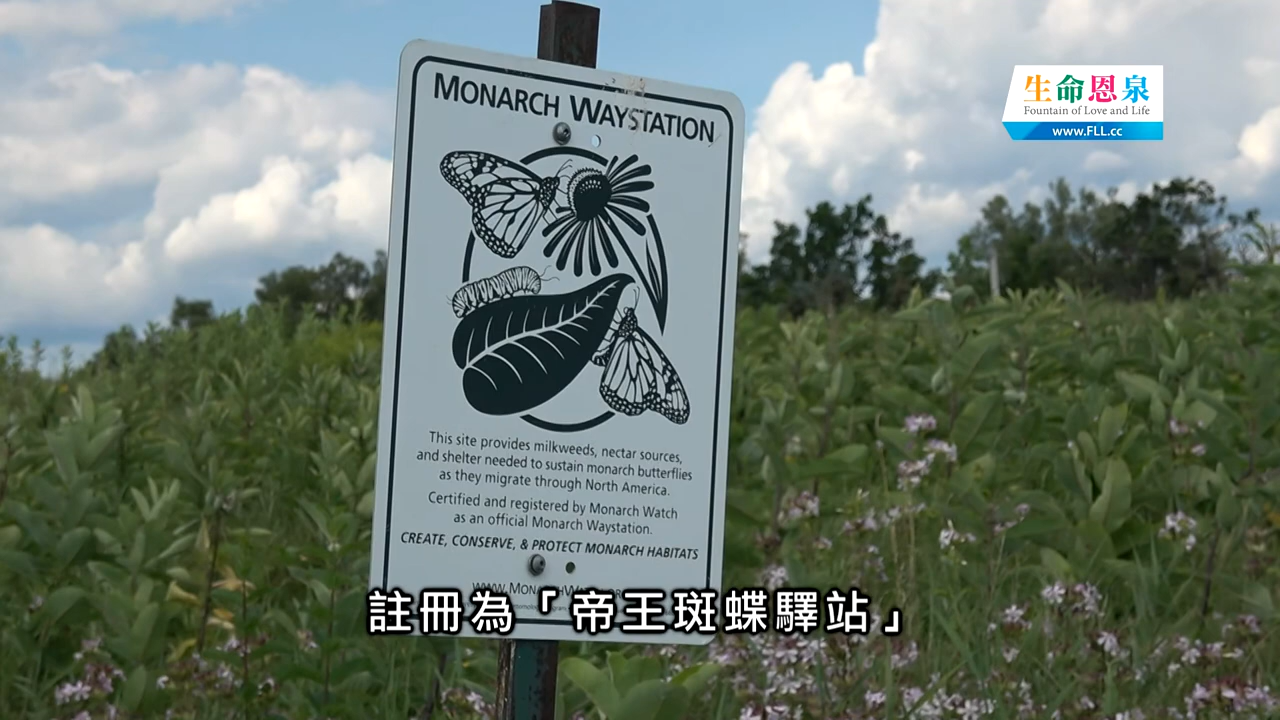 MONARCH WAYSTATION
生命恩泉
Fountain of Love and Life
www.FLL.cc
This site provides milkweeds, nectar sources,
and shelter needed to sustain monarch butterflies
as they migrate through North America.
Certified and registered by Monarch Watch
as an official Monarch Waystation.
CREATE, CONSERVE, & PROTECT MONARCH HABITATS
註冊為「帝王斑蝶驛站」